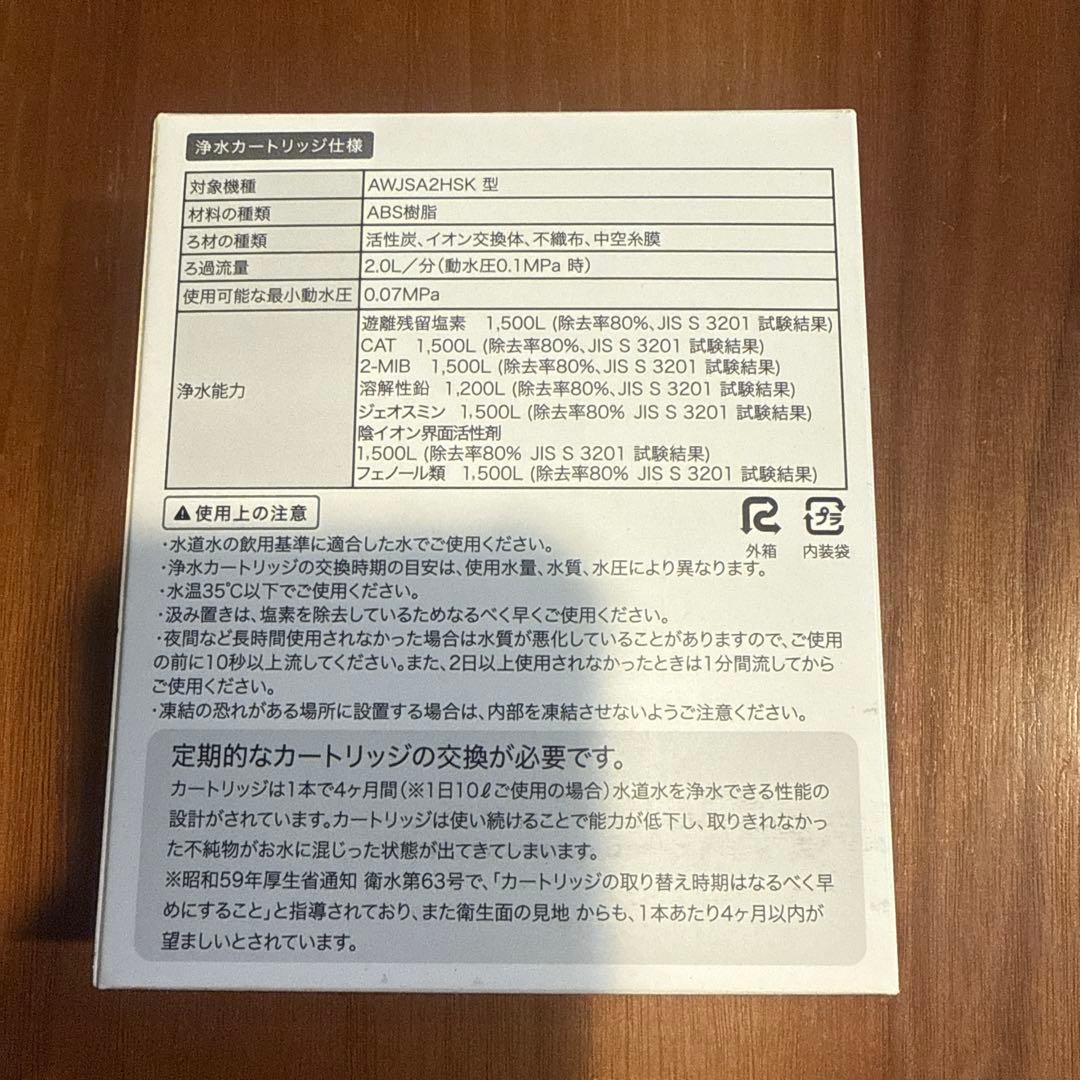 浄水カートリッジ仕様
対象機種 AWJSA2HSK 型
材料の種類 ABS樹脂
ろ材の種類 活性炭、イオン交換体、不織布、中空糸膜
ろ過流量 2.0L／分（動水圧0.1MPa 時）
使用可能な最小動水圧 0.07MPa
浄水能力
遊離残留塩素 1,500L (除去率80%、JIS S 3201 試験結果)
CAT 1,500L (除去率80%、JIS S 3201 試験結果)
2-MIB 1,500L (除去率80%、JIS S 3201 試験結果)
溶解性鉛 1,200L (除去率80%、JIS S 3201 試験結果)
ジェオスミン 1,500L (除去率80% JIS S 3201 試験結果)
陰イオン界面活性剤
1,500L (除去率80% JIS S 3201 試験結果)
フェノール類 1,500L (除去率80% JIS S 3201 試験結果)
⚠使用上の注意
プラ
外箱 内装袋
・水道水の飲用基準に適合した水でご使用ください。
・浄水カートリッジの交換時期の目安は、使用水量、水質、水圧により異なります。
・水温35℃以下でご使用ください。
・汲み置きは、塩素を除去しているためなるべく早くご使用ください。
・夜間など長時間使用されなかった場合は水質が悪化していることがありますので、ご使用
の前に10秒以上流してください。また、2日以上使用されなかったときは1分間流してから
ご使用ください。
・凍結の恐れがある場所に設置する場合は、内部を凍結させないようご注意ください。
定期的なカートリッジの交換が必要です。
カートリッジは1本で4ヶ月間（※1日10ℓご使用の場合）水道水を浄水できる性能の
設計がされています。カートリッジは使い続けることで能力が低下し、取りきれなかっ
た不純物がお水に混じった状態が出てきてしまいます。
※昭和59年厚生省通知 衛水第63号で、「カートリッジの取り替え時期はなるべく早
めにすること」と指導されており、また衛生面の見地 からも、1本あたり4ヶ月以内が
望ましいとされています。